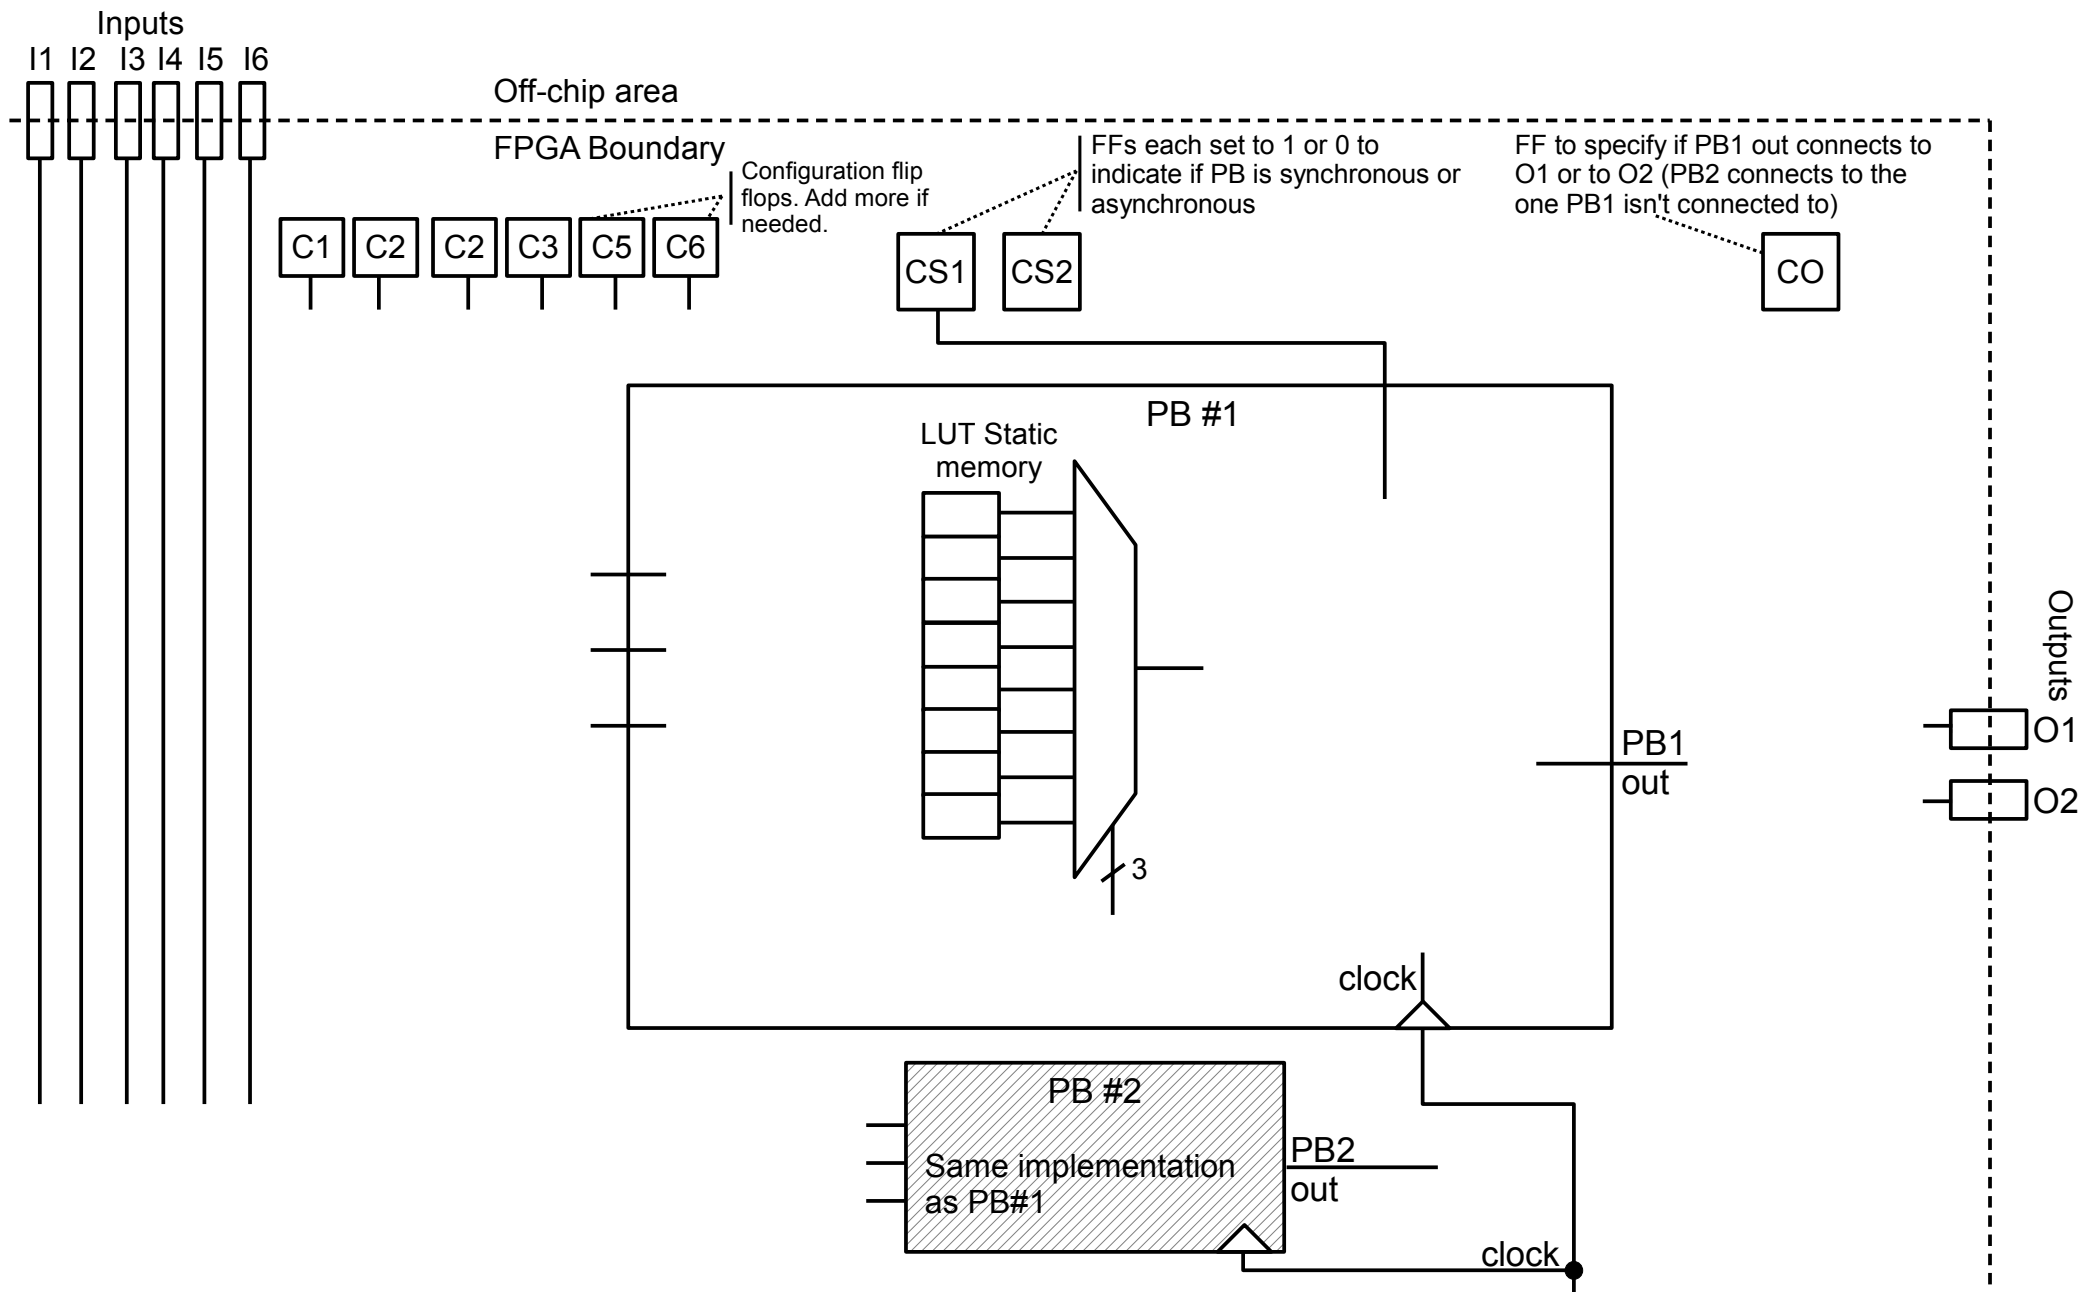 Inputs
I1 I2 I3 I4 I5 I6
Off-chip area
FPGA Boundary
Configuration flip
flops. Add more if
needed.
FFs each set to 1 or 0 to
indicate if PB is synchronous or
asynchronous
FF to specify if PB1 out connects to
O1 or to O2 (PB2 connects to the
one PB1 isn't connected to)
C1 C2 C2 C3 C5 C6
CS1 CS2
CO
PB #1
LUT Static
memory
3
PB1
out
Outputs
O1
O2
clock
PB #2
Same implementation
as PB#1
PB2
out
clock